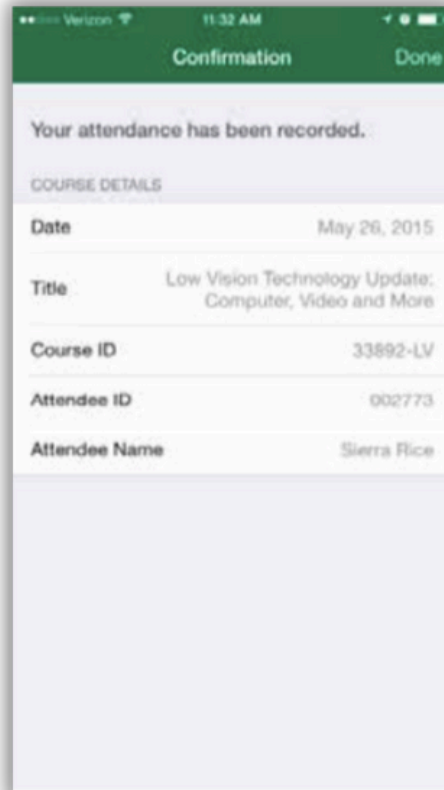 Verizon 11:32 AM
Confirmation Done
Your attendance has been recorded.
COURSE DETAILS
Date May 26, 2015
Title Low Vision Technology Update:
Computer, Video and More
Course ID 33892-LV
Attendee ID 002773
Attendee Name Sierra Rice